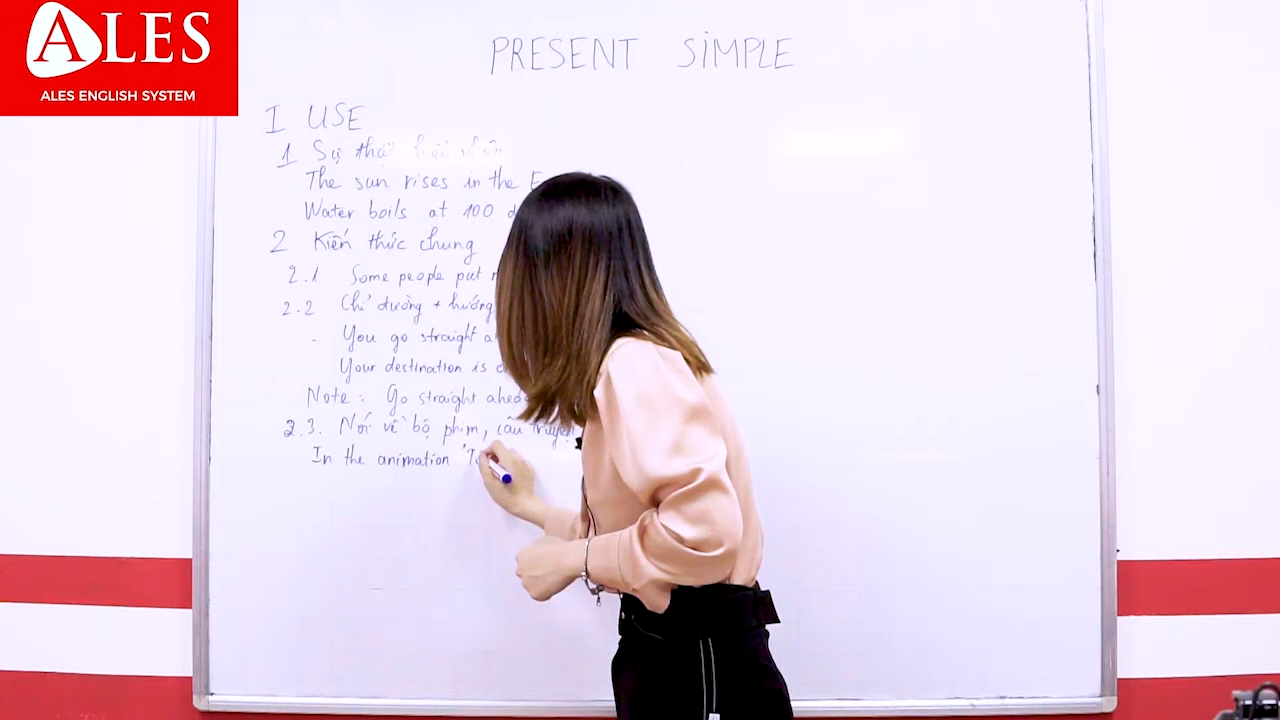 ALES
ALES ENGLISH SYSTEM
PRESENT SIMPLE
I USE
1 Sự thật hiển nhiên
The sun rises in the E
Water boils at 100 d
2 Kiến thức chung
2.1 Some people put
2.2 Chỉ đường + hướng
. You go straight a
Your destination is
Note: Go straight ahead
2.3. Nói về bộ phim, câu truyện
In the animation "To